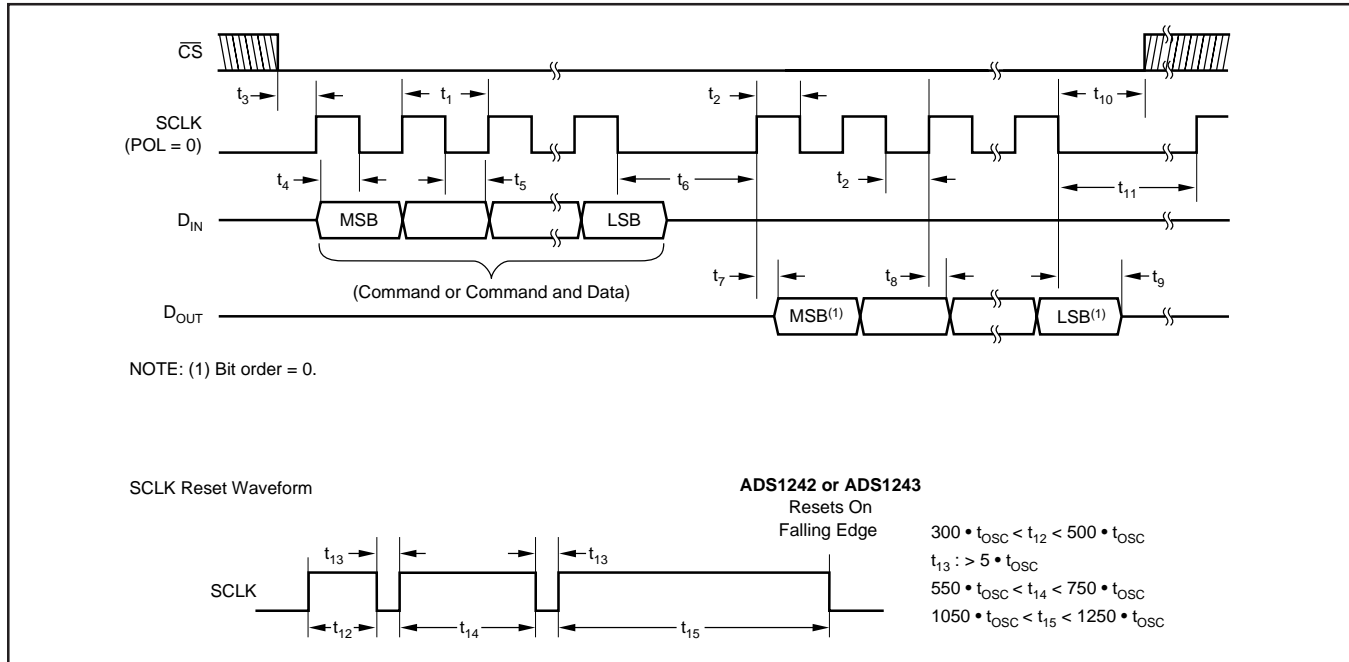 CS
t3
t1
t2
t10
SCLK
(POL = 0)
t4
t5
t6
t2
t11
DIN
MSB
LSB
(Command or Command and Data)
t7
t8
t9
DOUT
MSB(1)
LSB(1)
NOTE: (1) Bit order = 0.
SCLK Reset Waveform
ADS1242 or ADS1243
Resets On
Falling Edge
300 • tOSC < t12 < 500 • tOSC
t13 : > 5 • tOSC
550 • tOSC < t14 < 750 • tOSC
1050 • tOSC < t15 < 1250 • tOSC
t13
t13
SCLK
t12
t14
t15